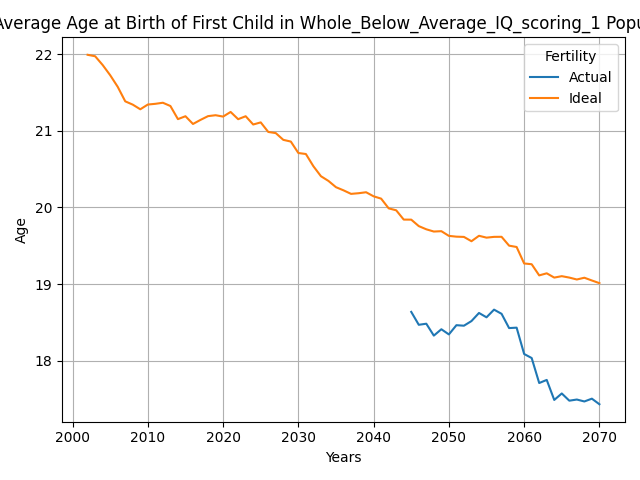 Average Age at Birth of First Child in Whole_Below_Average_IQ_scoring_1
Fertility
Actual
Ideal
22
21
20
19
18
Age
2000 2010 2020 2030 2040 2050 2060 2070
Years